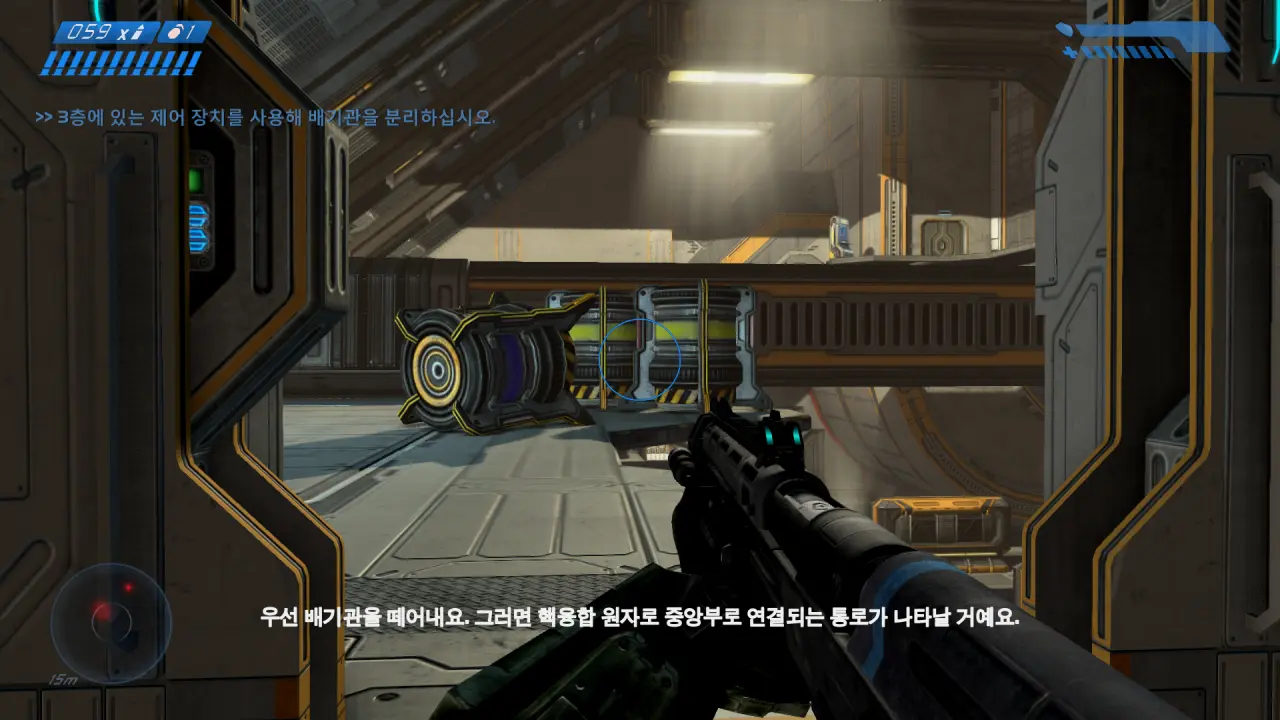 059 x 1
>> 3층에 있는 제어 장치를 사용해 배기관을 분리하십시오.
우선 배기관을 떼어내요. 그러면 핵융합 원자로 중앙부로 연결되는 통로가 나타날 거예요.
15m